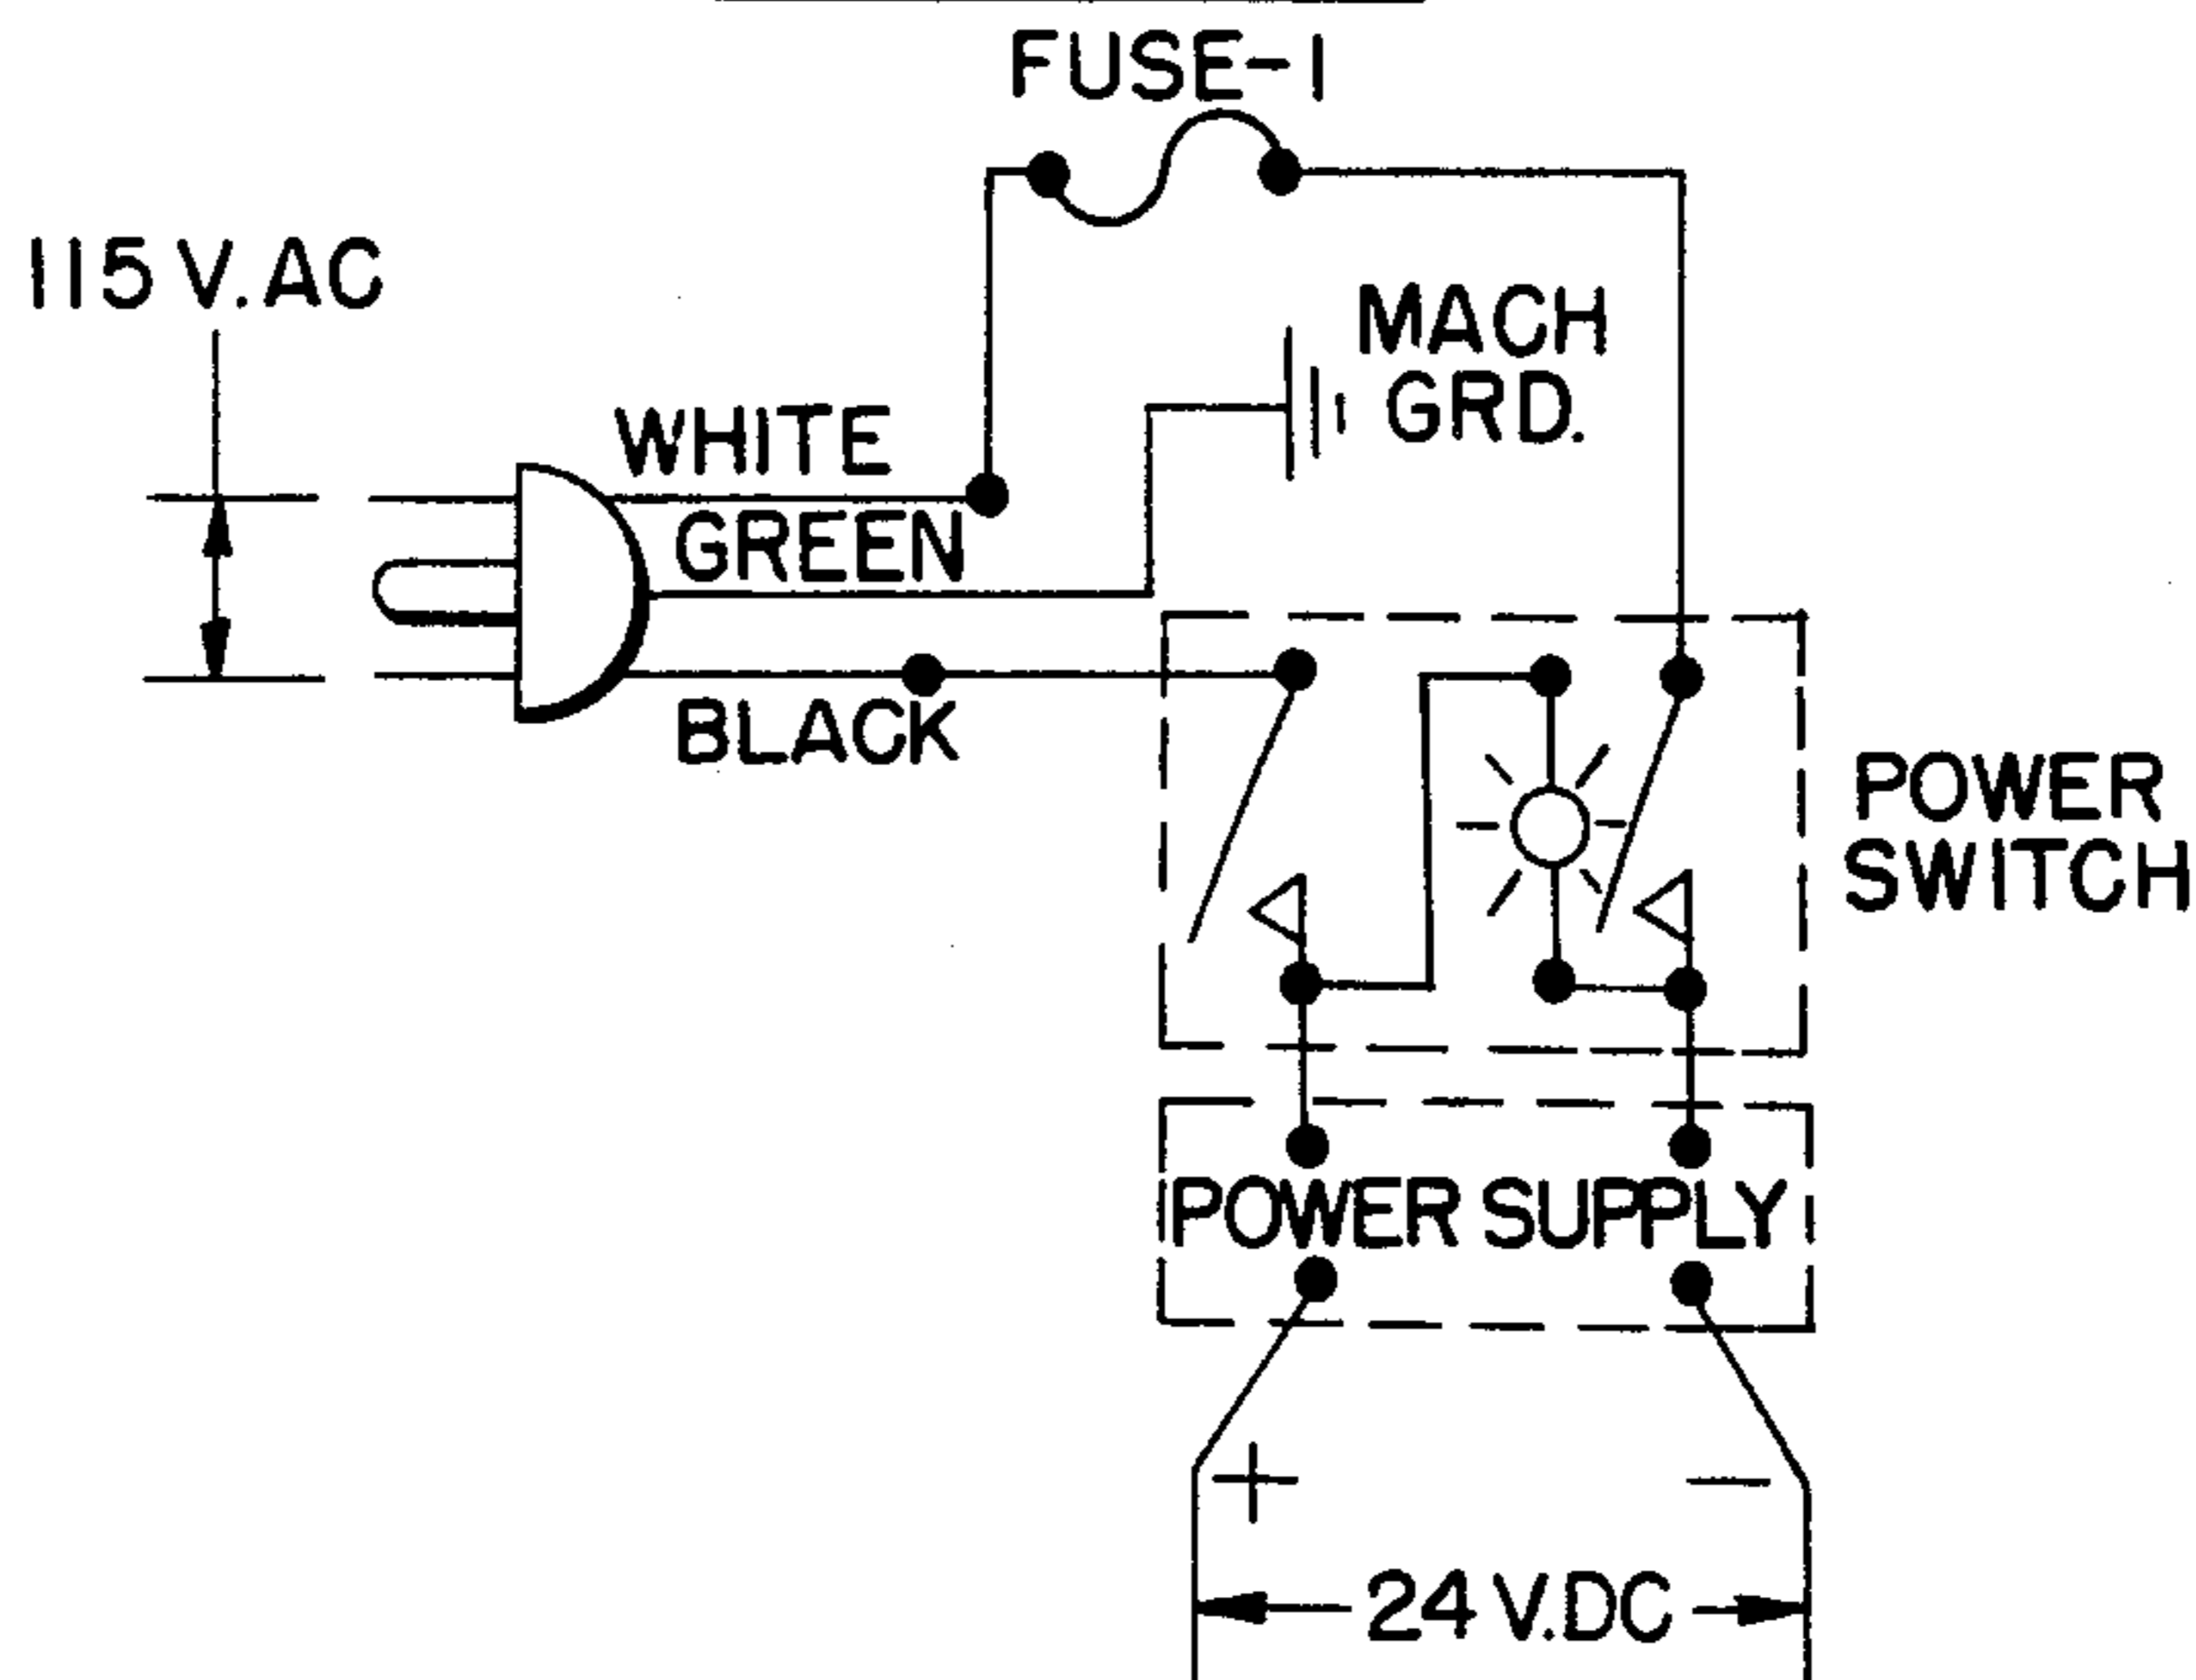 FUSE-1
115 V. AC
MACH
GRD.
WHITE
GREEN
BLACK
POWER
SWITCH
POWER SUPPLY
+ −
24 V.DC